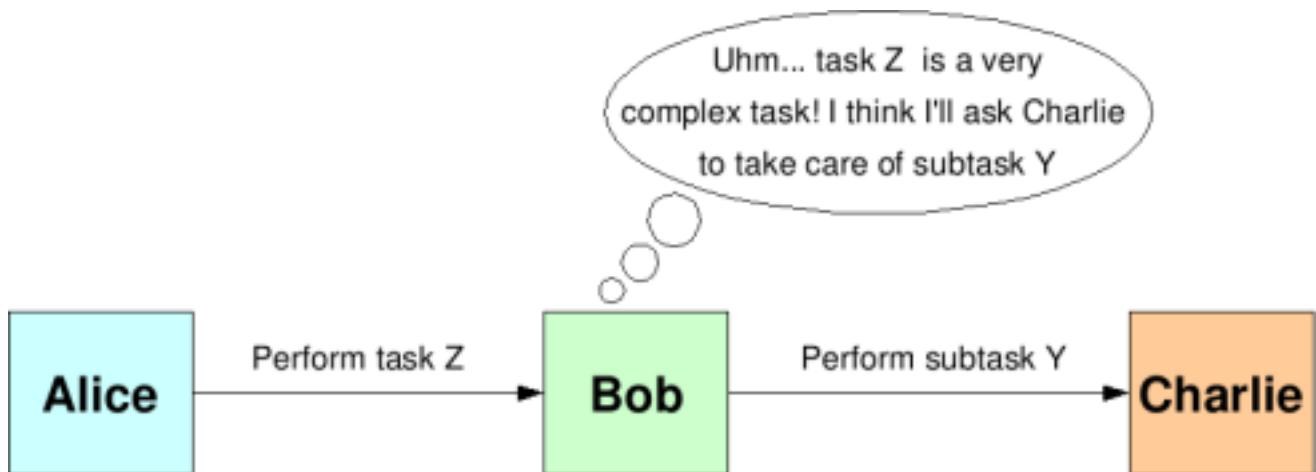 Uhm... task Z is a very
complex task! I think I'll ask Charlie
to take care of subtask Y
Perform task Z
Perform subtask Y
Alice
Bob
Charlie